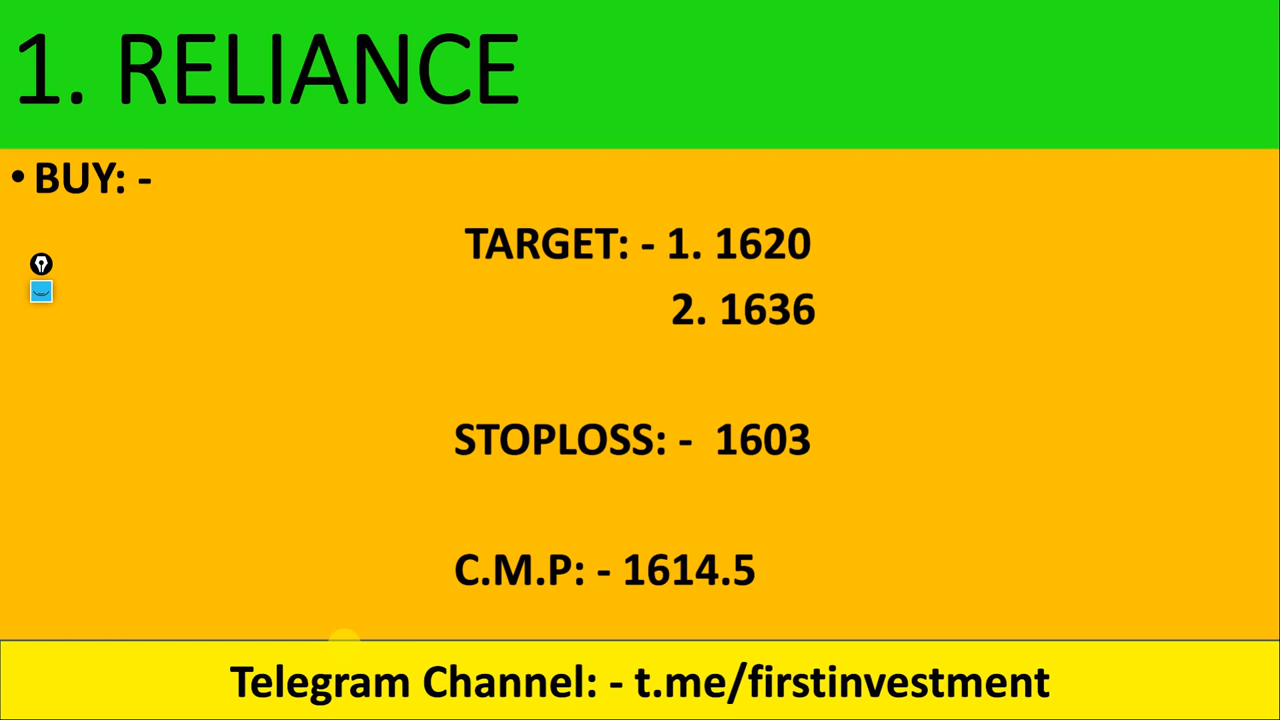 1. RELIANCE
• BUY: -
TARGET: - 1. 1620
2. 1636
STOPLOSS: - 1603
C.M.P: - 1614.5
Telegram Channel: - t.me/firstinvestment